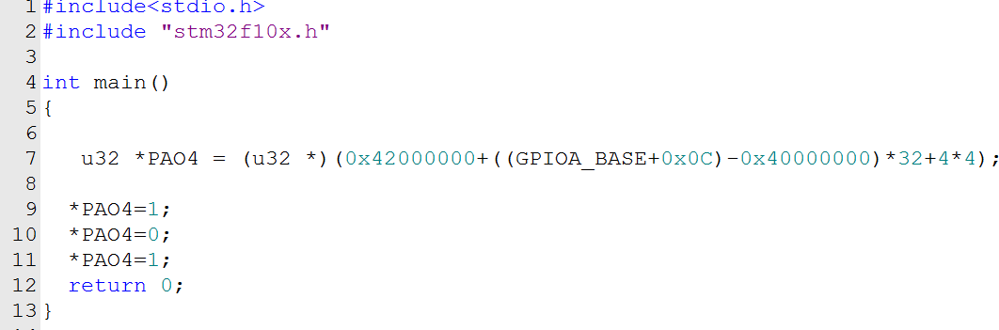 1 #include<stdio.h>
2 #include "stm32f10x.h"
3
4 int main()
5 {
6
7 u32 *PAO4 = (u32 *)(0x42000000+((GPIOA_BASE+0x0C)-0x40000000)*32+4*4);
8
9 *PAO4=1;
10 *PAO4=0;
11 *PAO4=1;
12 return 0;
13 }